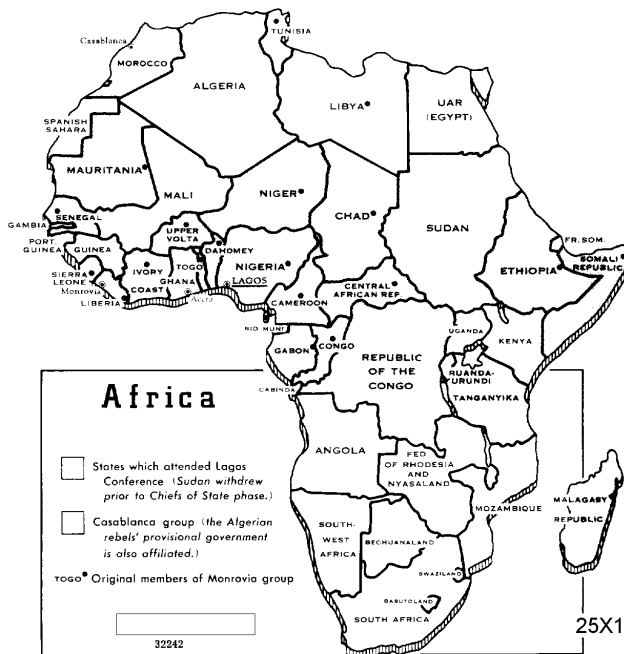 Casablanca
TUNISIA
MOROCCO
ALGERIA
LIBYA
UAR
(EGYPT)
SPANISH
SAHARA
MAURITANIA
MALI
NIGER
CHAD
SUDAN
SENEGAL
GAMBIA
PORT.
GUINEA
GUINEA
UPPER
VOLTA
DAHOMEY
NIGERIA
LAGOS
FR. SOM.
SOMALI
REPUBLIC
ETHIOPIA
SIERRA
LEONE
Monrovia
LIBERIA
IVORY
COAST
GHANA
TOGO
Accra
CAMEROON
CENTRAL
AFRICAN REP.
RIO MUNI
GABON
CONGO
CABINDA
REPUBLIC
OF THE
CONGO
UGANDA
KENYA
RUANDA-
URUNDI
TANGANYIKA
ANGOLA
FED
OF RHODESIA
AND
NYASALAND
MOZAMBIQUE
MALAGASY
REPUBLIC
SOUTH-
WEST
AFRICA
BECHUANALAND
SWAZILAND
BASUTOLAND
SOUTH AFRICA
Africa
States which attended Lagos
Conference (Sudan withdrew
prior to Chiefs of State phase.)
Casablanca group (the Algerian
rebels' provisional government
is also affiliated.)
TOGO Original members of Monrovia group
32242
25X1